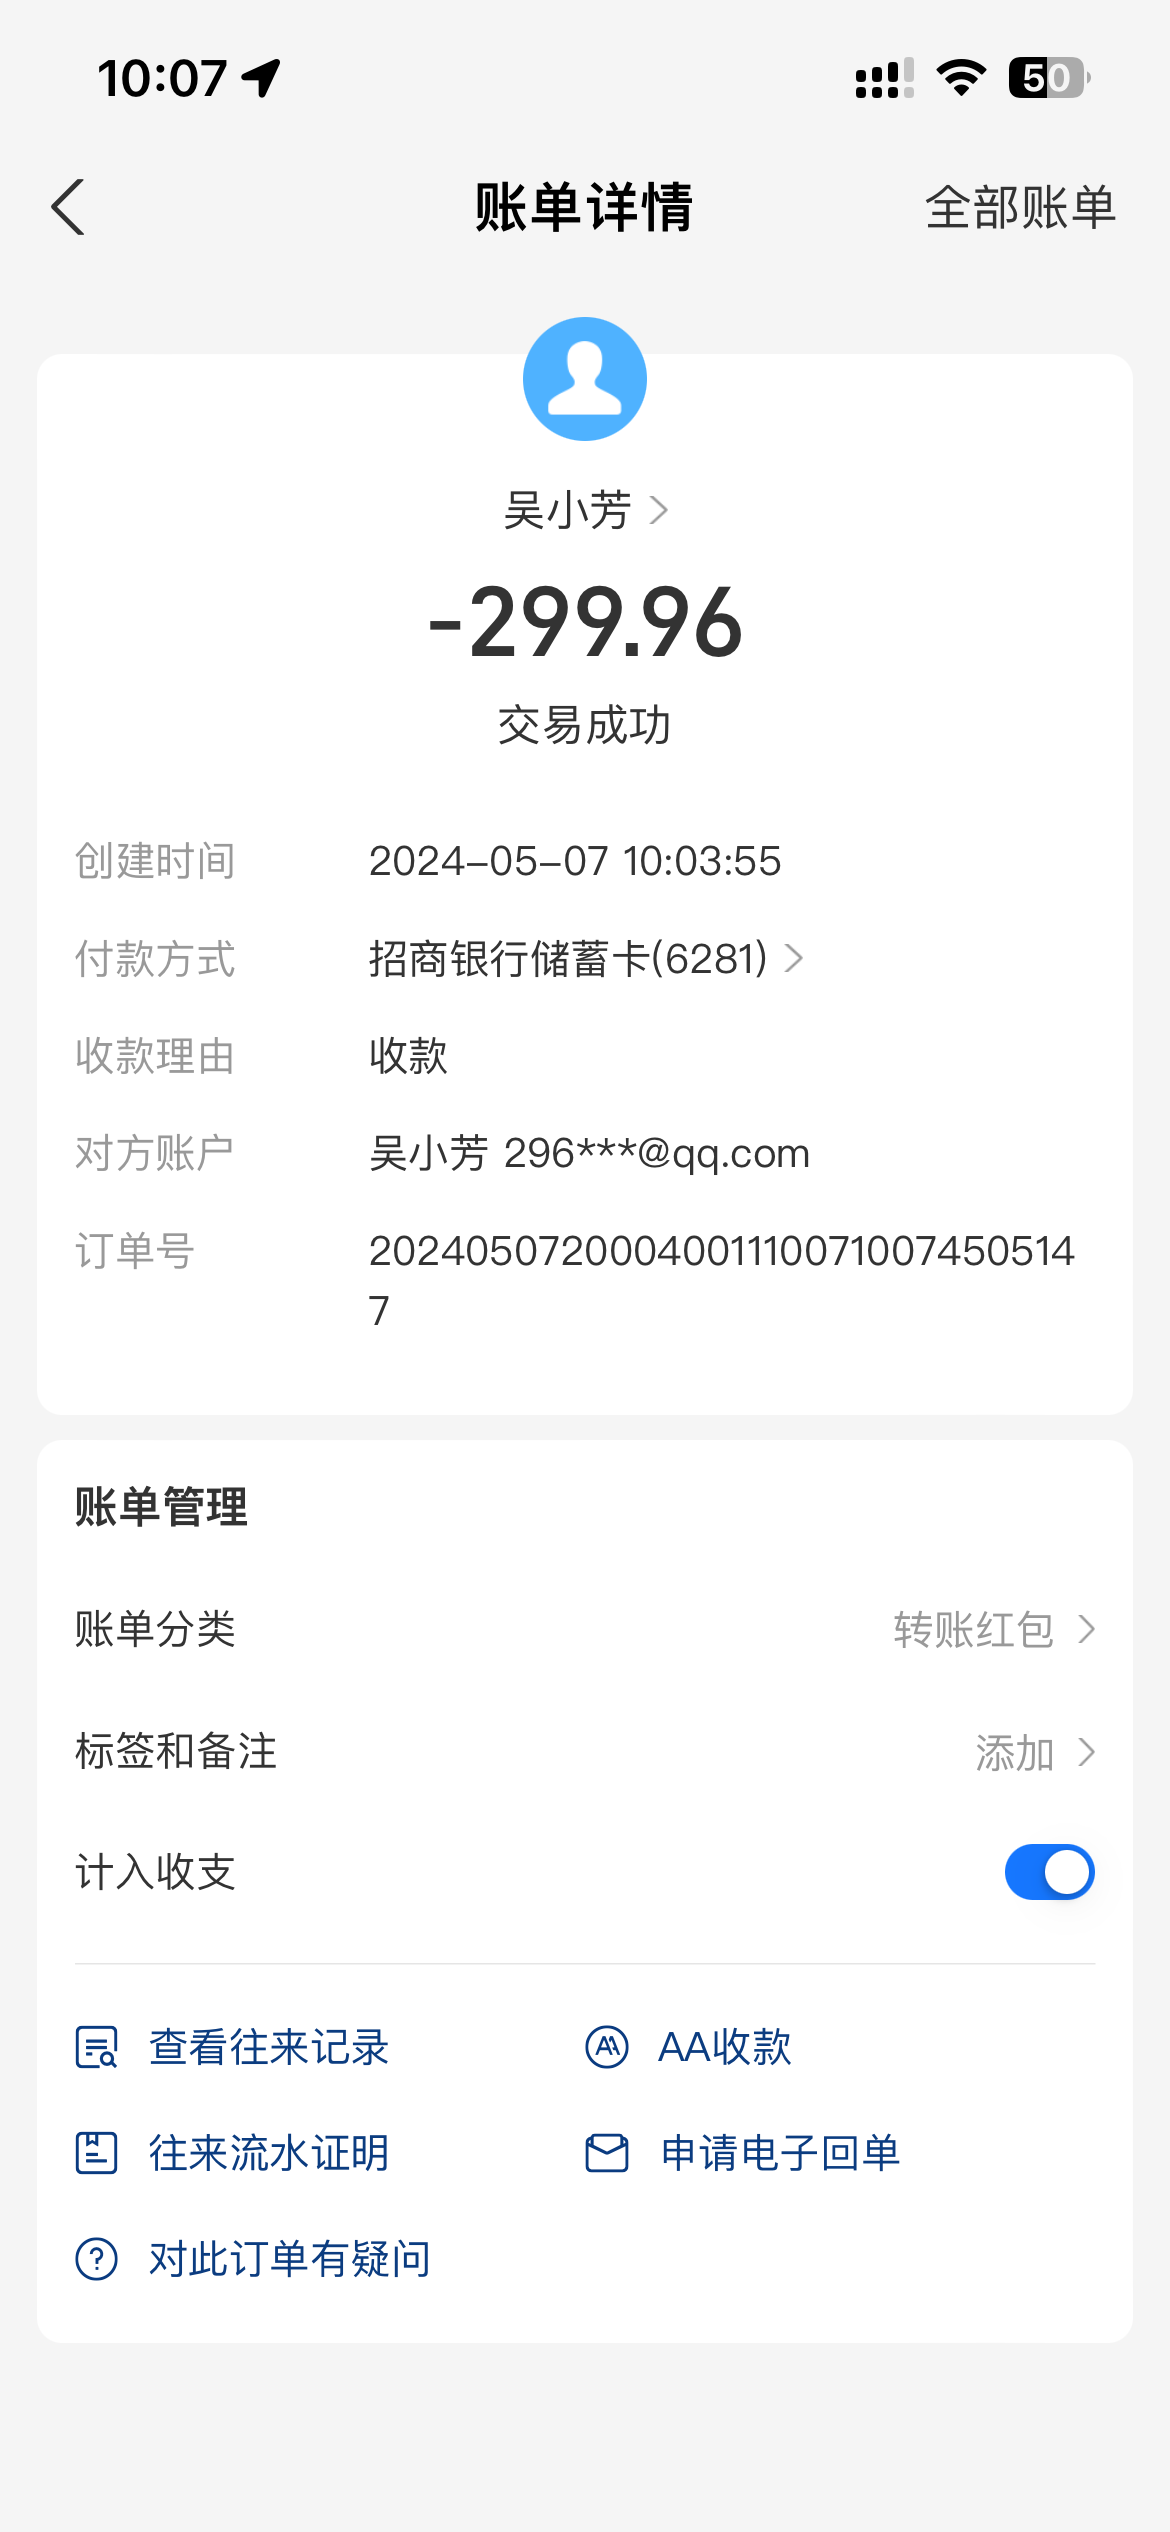 10:07
50
账单详情
全部账单
吴小芳
-299.96
交易成功
创建时间 2024-05-07 10:03:55
付款方式 招商银行储蓄卡(6281)
收款理由 收款
对方账户 吴小芳 296***@qq.com
订单号 2024050720004001110071007450514
7
账单管理
账单分类 转账红包
标签和备注 添加
计入收支
查看往来记录 AA收款
往来流水证明 申请电子回单
对此订单有疑问